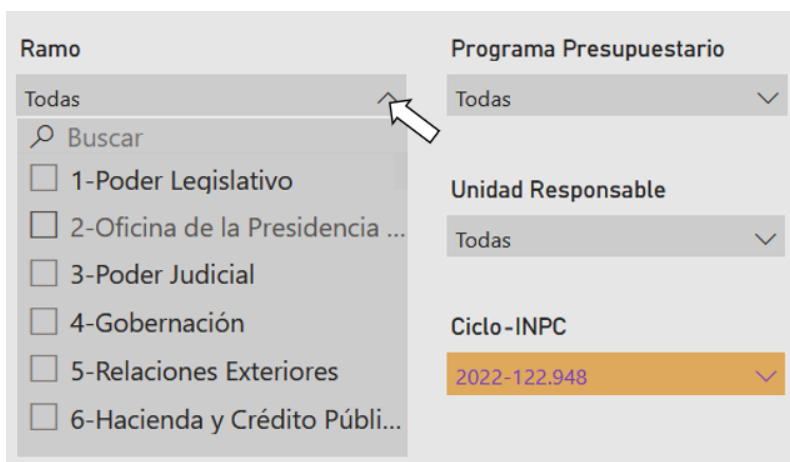 Ramo
Todas
Buscar
1-Poder Legislativo
2-Oficina de la Presidencia ...
3-Poder Judicial
4-Gobernación
5-Relaciones Exteriores
6-Hacienda y Crédito Públi...
Programa Presupuestario
Todas
Unidad Responsable
Todas
Ciclo-INPC
2022-122.948